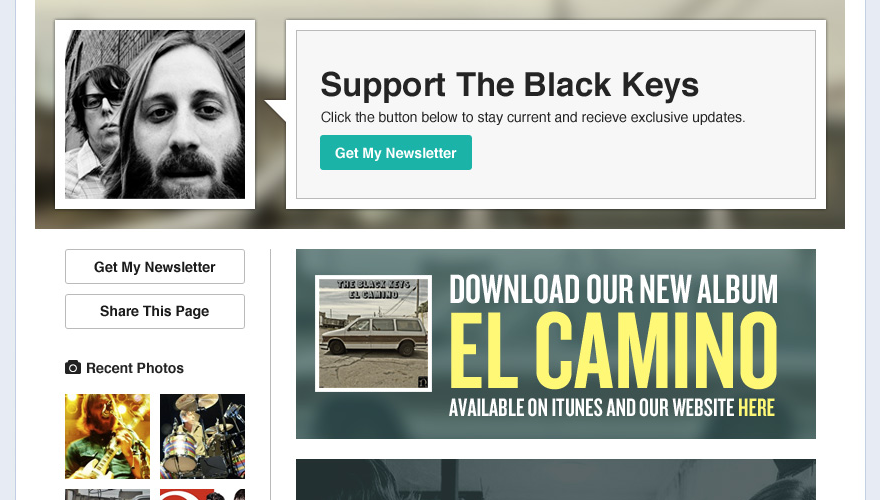 Support The Black Keys
Click the button below to stay current and recieve exclusive updates.
Get My Newsletter
Get My Newsletter
Share This Page
Recent Photos
THE BLACK KEYS
EL CAMINO
DOWNLOAD OUR NEW ALBUM
EL CAMINO
AVAILABLE ON ITUNES AND OUR WEBSITE HERE